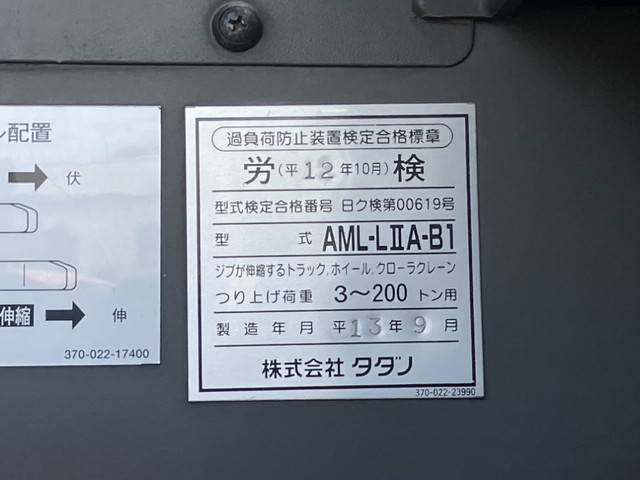 配置
伏
伸縮
伸
370-022-17400
過負荷防止装置検定合格標章
労(平12年10月)検
型式検定合格番号 日ク検第00619号
型 式 AML-LⅡA-B1
ジブが伸縮するトラック,ホイール,クローラクレーン
つり上げ荷重 3〜200 トン用
製造年月 平13年9月
株式会社 タダノ
370-022-23990